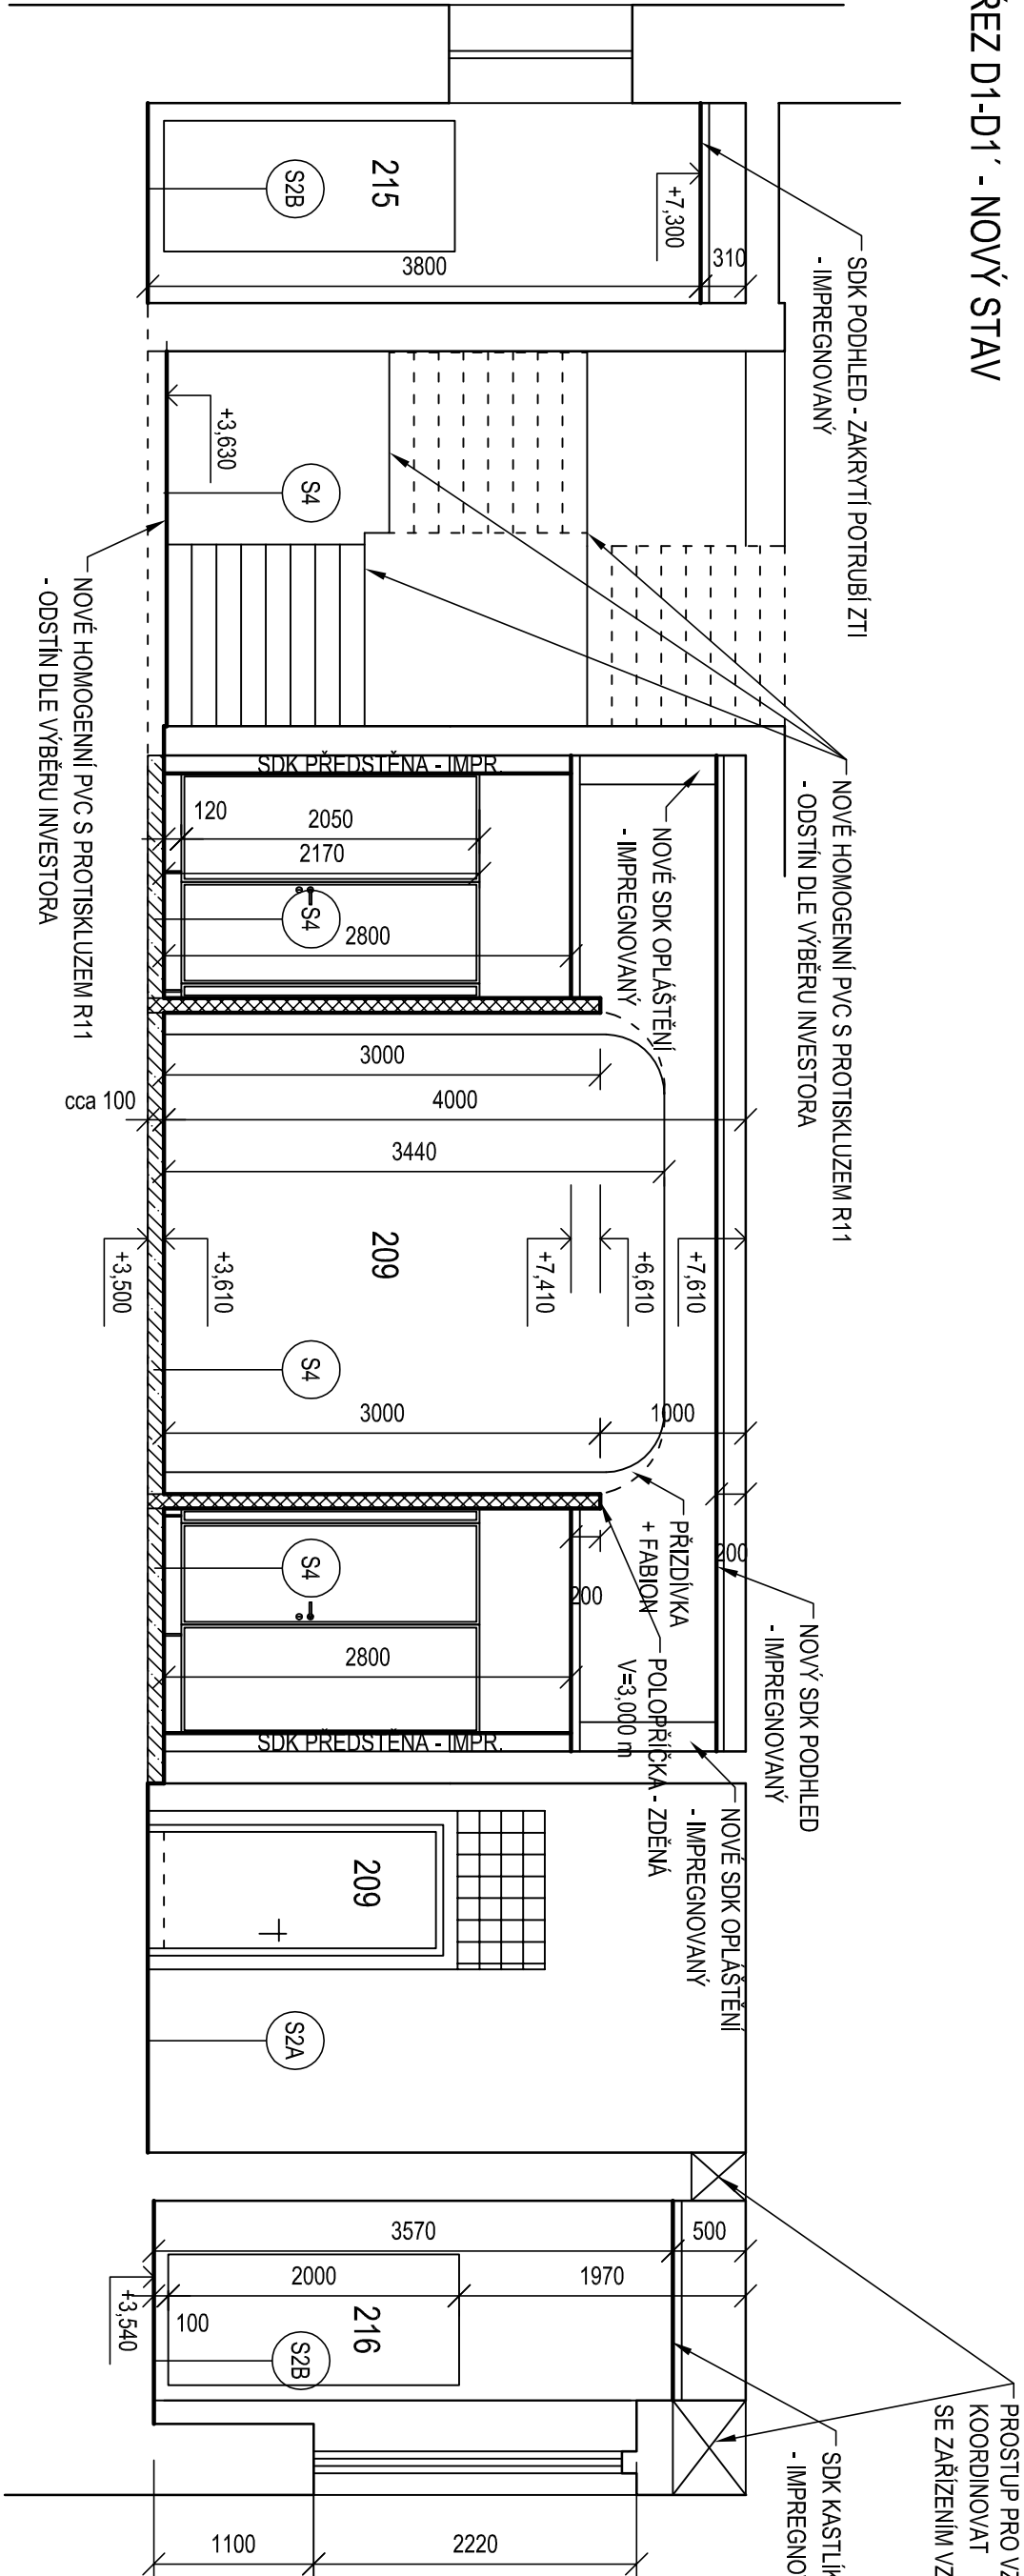 ŘEZ D1-D1´ - NOVÝ STAV
SDK PODHLED - ZAKRYTÍ POTRUBÍ ZTI
- IMPREGNOVANÝ
NOVÉ HOMOGENNÍ PVC S PROTISKLUZEM R11
- ODSTÍN DLE VÝBĚRU INVESTORA
NOVÝ SDK PODHLED
- IMPREGNOVANÝ
PROSTUP PRO
KOORDINOVAT
SE ZAŘÍZENÍM
SDK KASTLÍK
NOVÉ SDK OPLÁŠTĚNÍ
- IMPREGNOVANÝ
PŘIZDÍVKA
+ FABION
POLOPŘÍČKA - ZDĚNÁ
V=3,000 m
NOVÉ SDK OPLÁŠTĚNÍ
- IMPREGNOVANÝ
215
S2B
+7,300
310
3800
+3,630
S4
NOVÉ HOMOGENNÍ PVC S PROTISKLUZEM R11
- ODSTÍN DLE VÝBĚRU INVESTORA
SDK PŘEDSTĚNA - IMPR.
120
2050
2170
S4
2800
3000
4000
cca 100
3440
209
+7,610
+6,610
+7,410
+3,610
+3,500
S4
3000
1000
200
200
S4
2800
SDK PŘEDSTĚNA - IMPR.
209
S2A
3570
500
2000
1970
100
216
+3,540
S2B
1100
2220